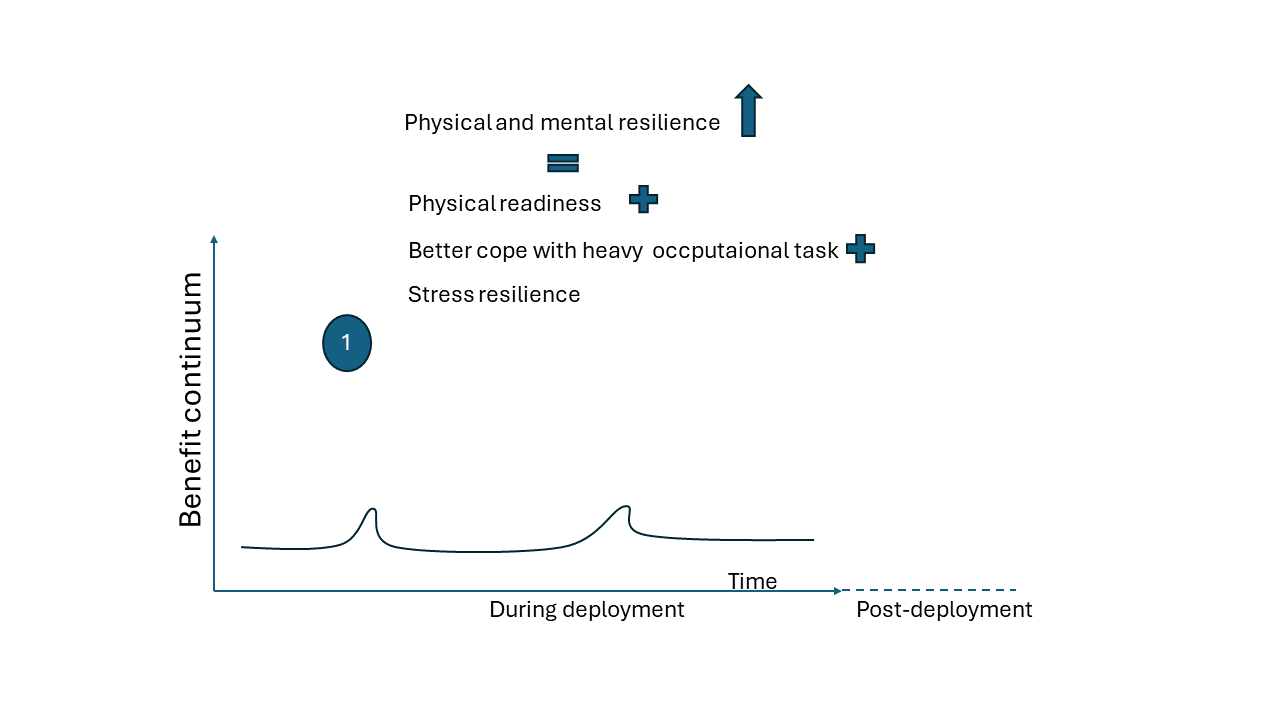 Physical and mental resilience
Physical readiness
Better cope with heavy occputaional task
Stress resilience
Benefit continuum
1
Time
During deployment
Post-deployment